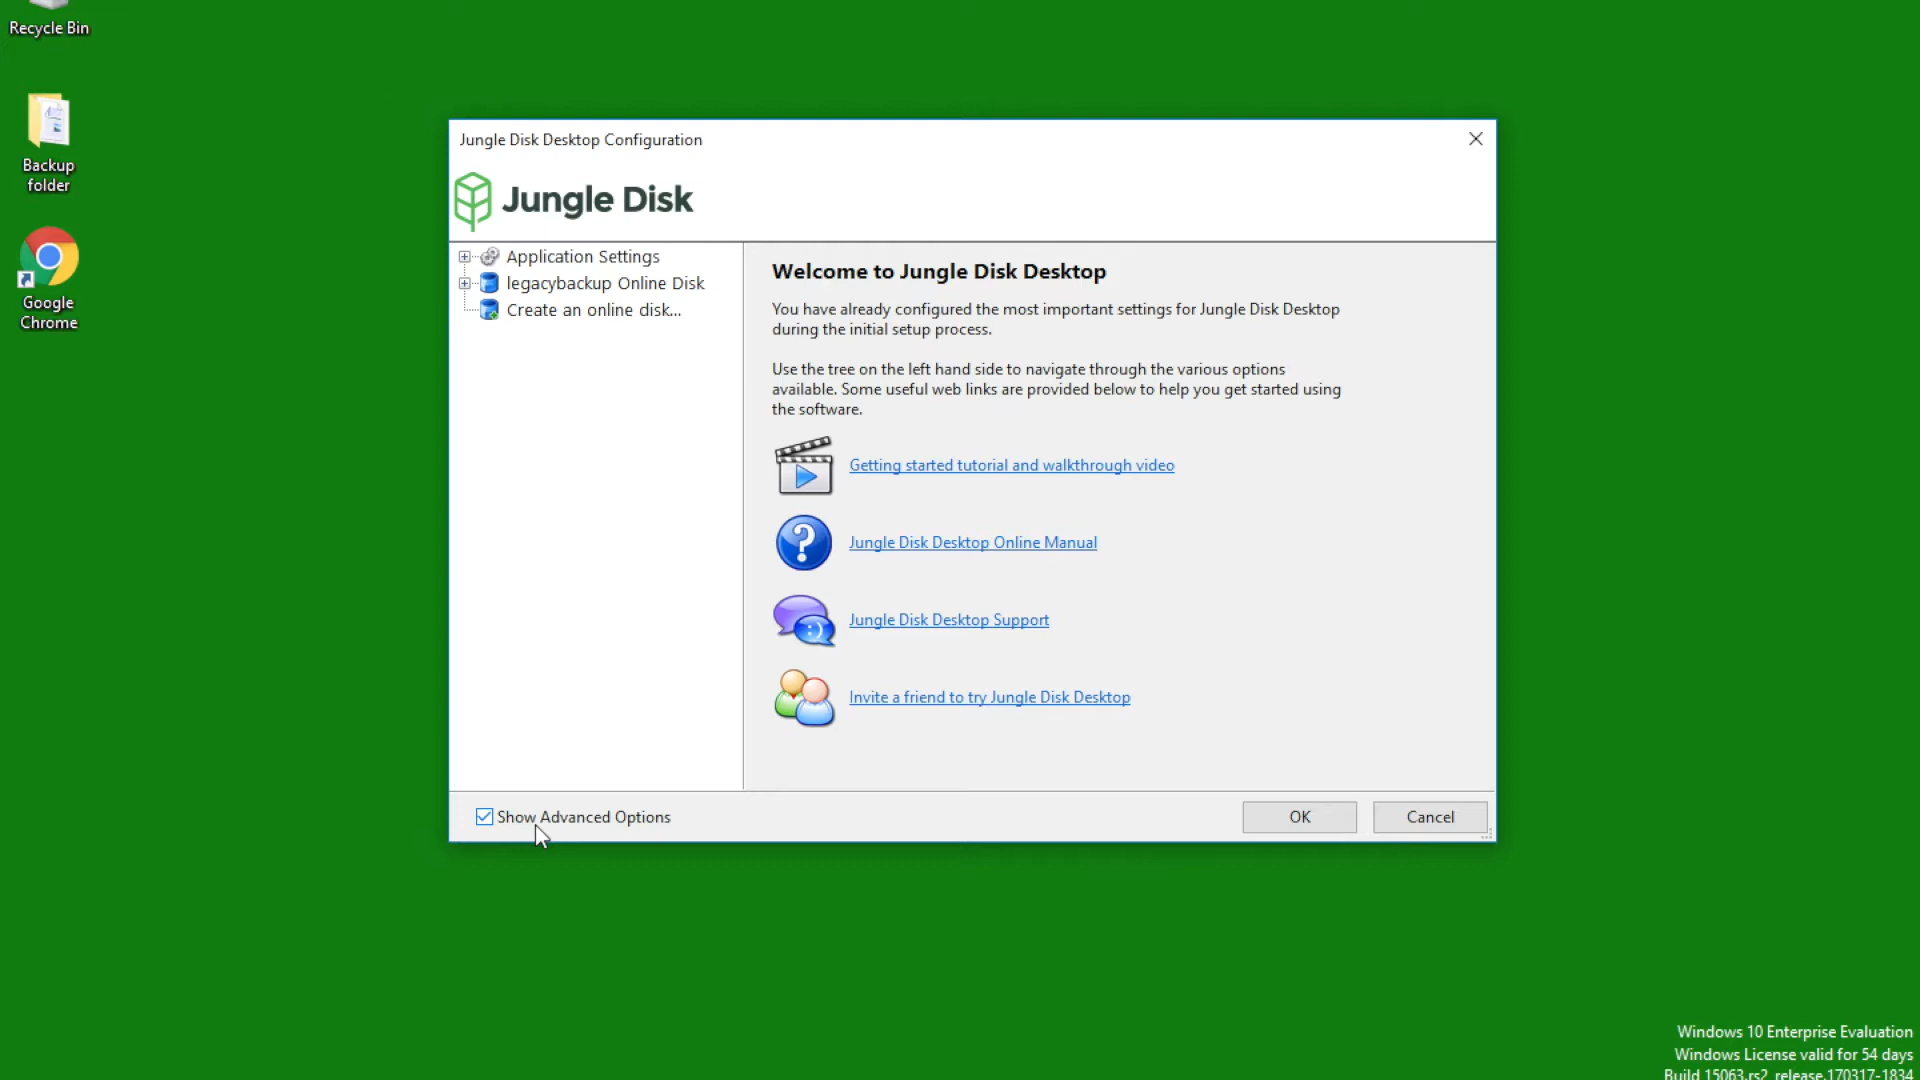 Recycle Bin
Backup
folder
Google
Chrome
Jungle Disk Desktop Configuration
Jungle Disk
Application Settings
legacybackup Online Disk
Create an online disk...
Welcome to Jungle Disk Desktop
You have already configured the most important settings for Jungle Disk Desktop
during the initial setup process.
Use the tree on the left hand side to navigate through the various options
available. Some useful web links are provided below to help you get started using
the software.
Getting started tutorial and walkthrough video
Jungle Disk Desktop Online Manual
Jungle Disk Desktop Support
Invite a friend to try Jungle Disk Desktop
Show Advanced Options
OK
Cancel
Windows 10 Enterprise Evaluation
Windows License valid for 54 days
Build 15063.rs2_release.170317-1834